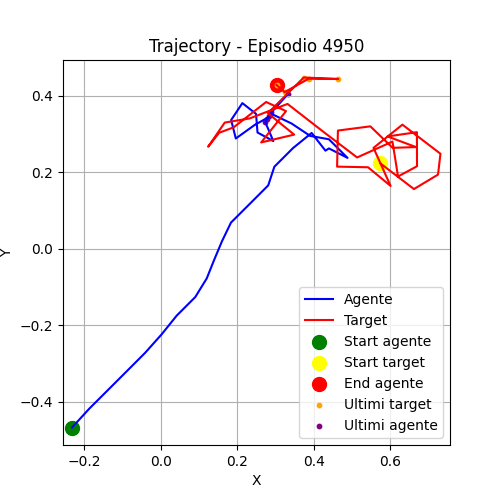 Trajectory - Episodio 4950
0.4
0.2
0.0
−0.2
−0.4
Y
−0.2
0.0
0.2
0.4
0.6
X
Agente
Target
Start agente
Start target
End agente
Ultimi target
Ultimi agente